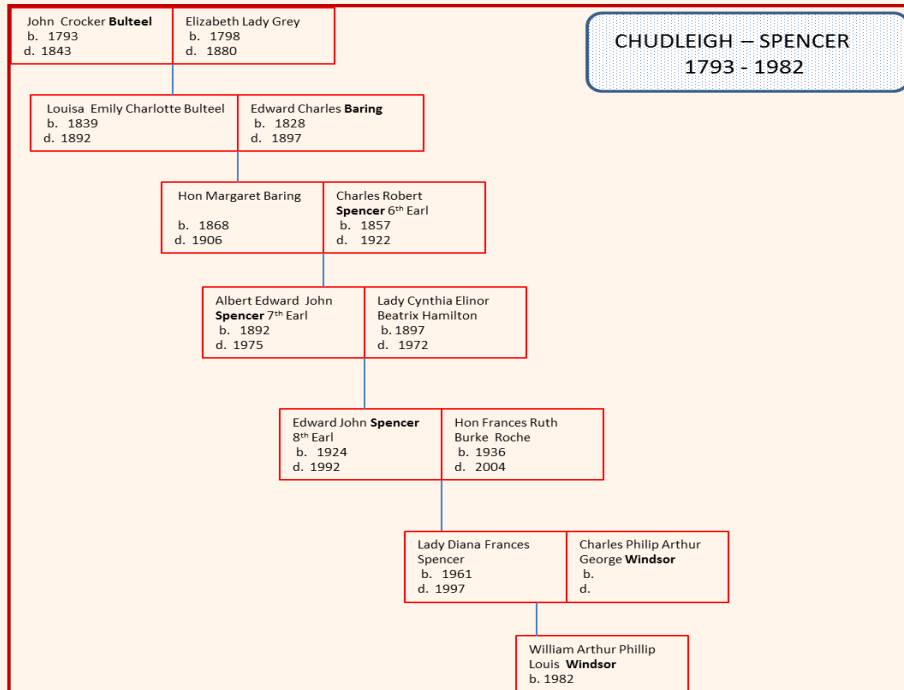 CHUDLEIGH – SPENCER
1793 - 1982
John Crocker Bulteel
b. 1793
d. 1843
Elizabeth Lady Grey
b. 1798
d. 1880
Louisa Emily Charlotte Bulteel
b. 1839
d. 1892
Edward Charles Baring
b. 1828
d. 1897
Hon Margaret Baring
b. 1868
d. 1906
Charles Robert
Spencer 6th Earl
b. 1857
d. 1922
Albert Edward John
Spencer 7th Earl
b. 1892
d. 1975
Lady Cynthia Elinor
Beatrix Hamilton
b. 1897
d. 1972
Edward John Spencer
8th Earl
b. 1924
d. 1992
Hon Frances Ruth
Burke Roche
b. 1936
d. 2004
Lady Diana Frances
Spencer
b. 1961
d. 1997
Charles Philip Arthur
George Windsor
b.
d.
William Arthur Phillip
Louis Windsor
b. 1982